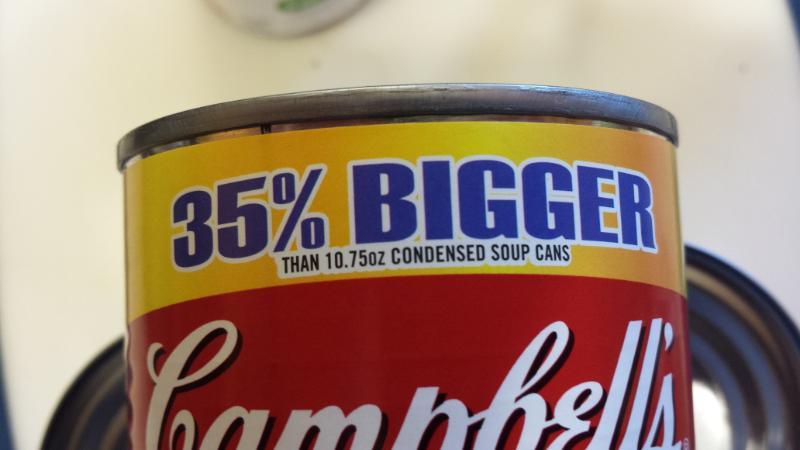 35% BIGGER
THAN 10.75oz CONDENSED SOUP CANS
Campbell's